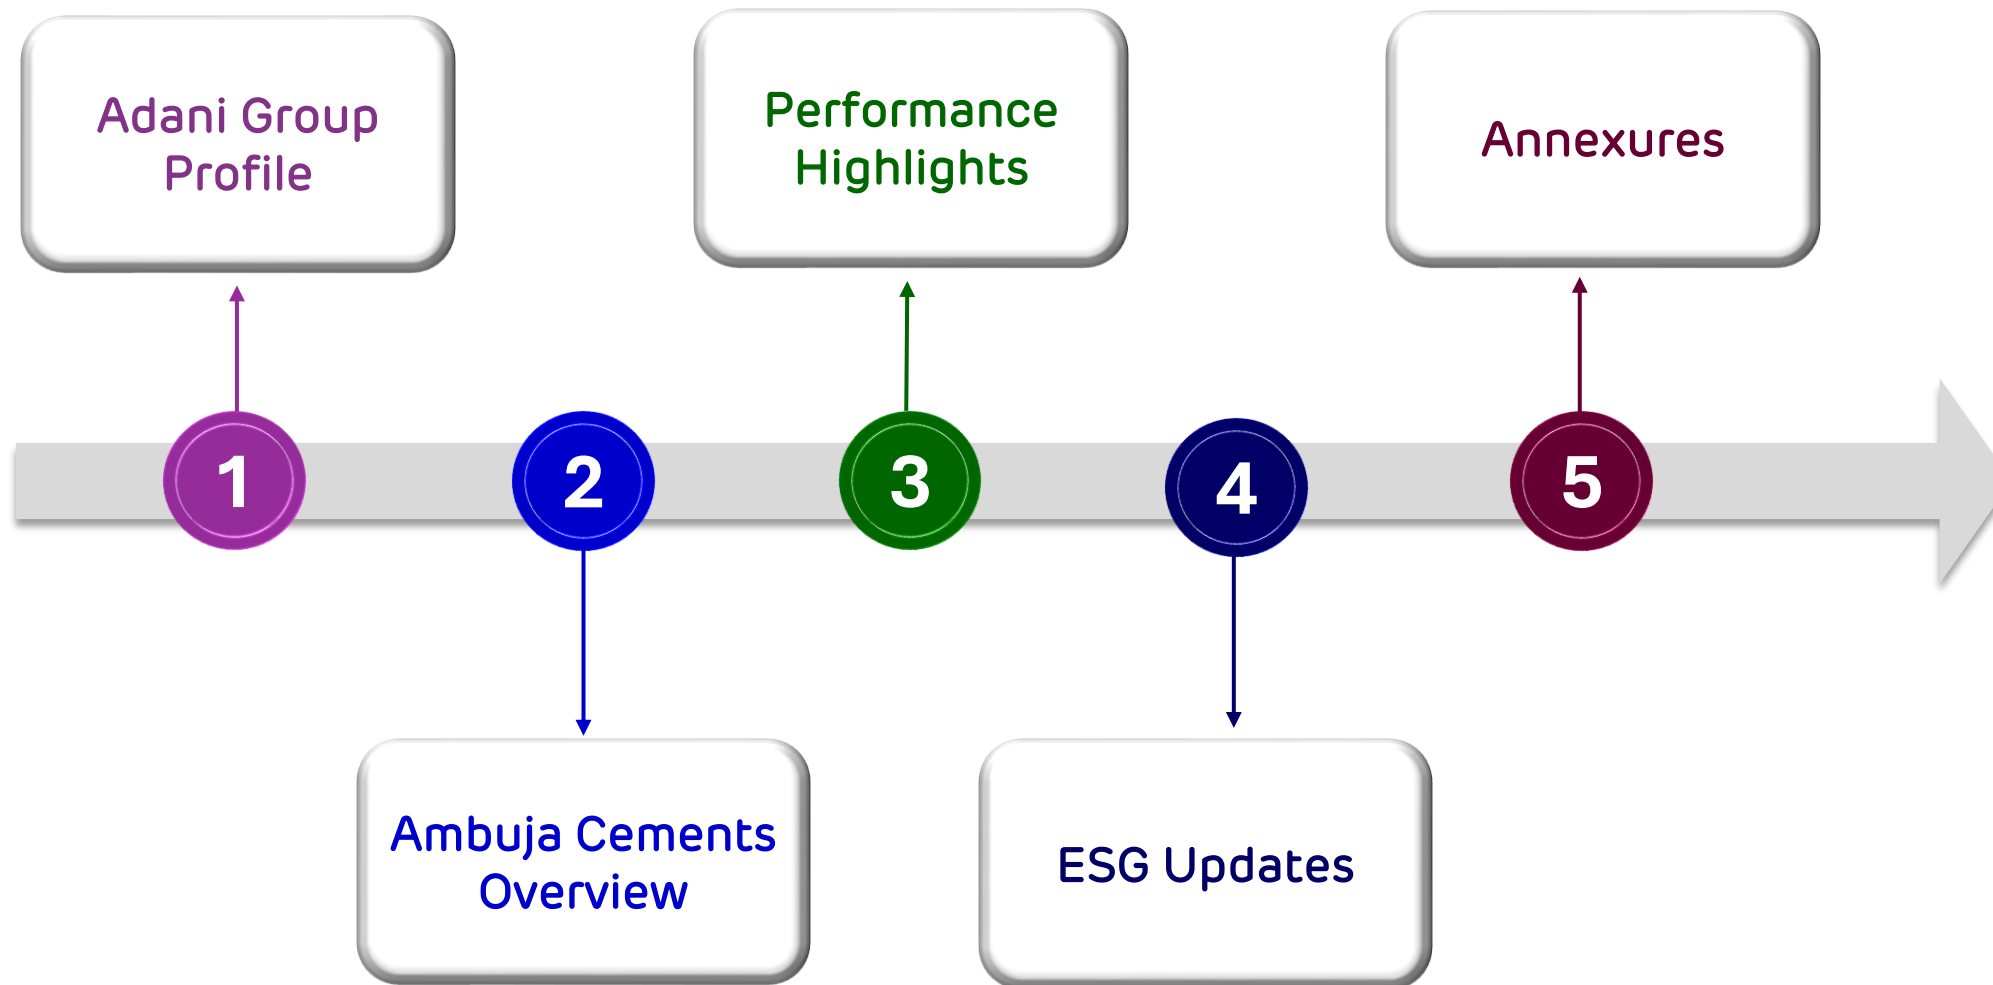 Adani Group
Profile
Performance
Highlights
Annexures
1
2
3
4
5
Ambuja Cements
Overview
ESG Updates